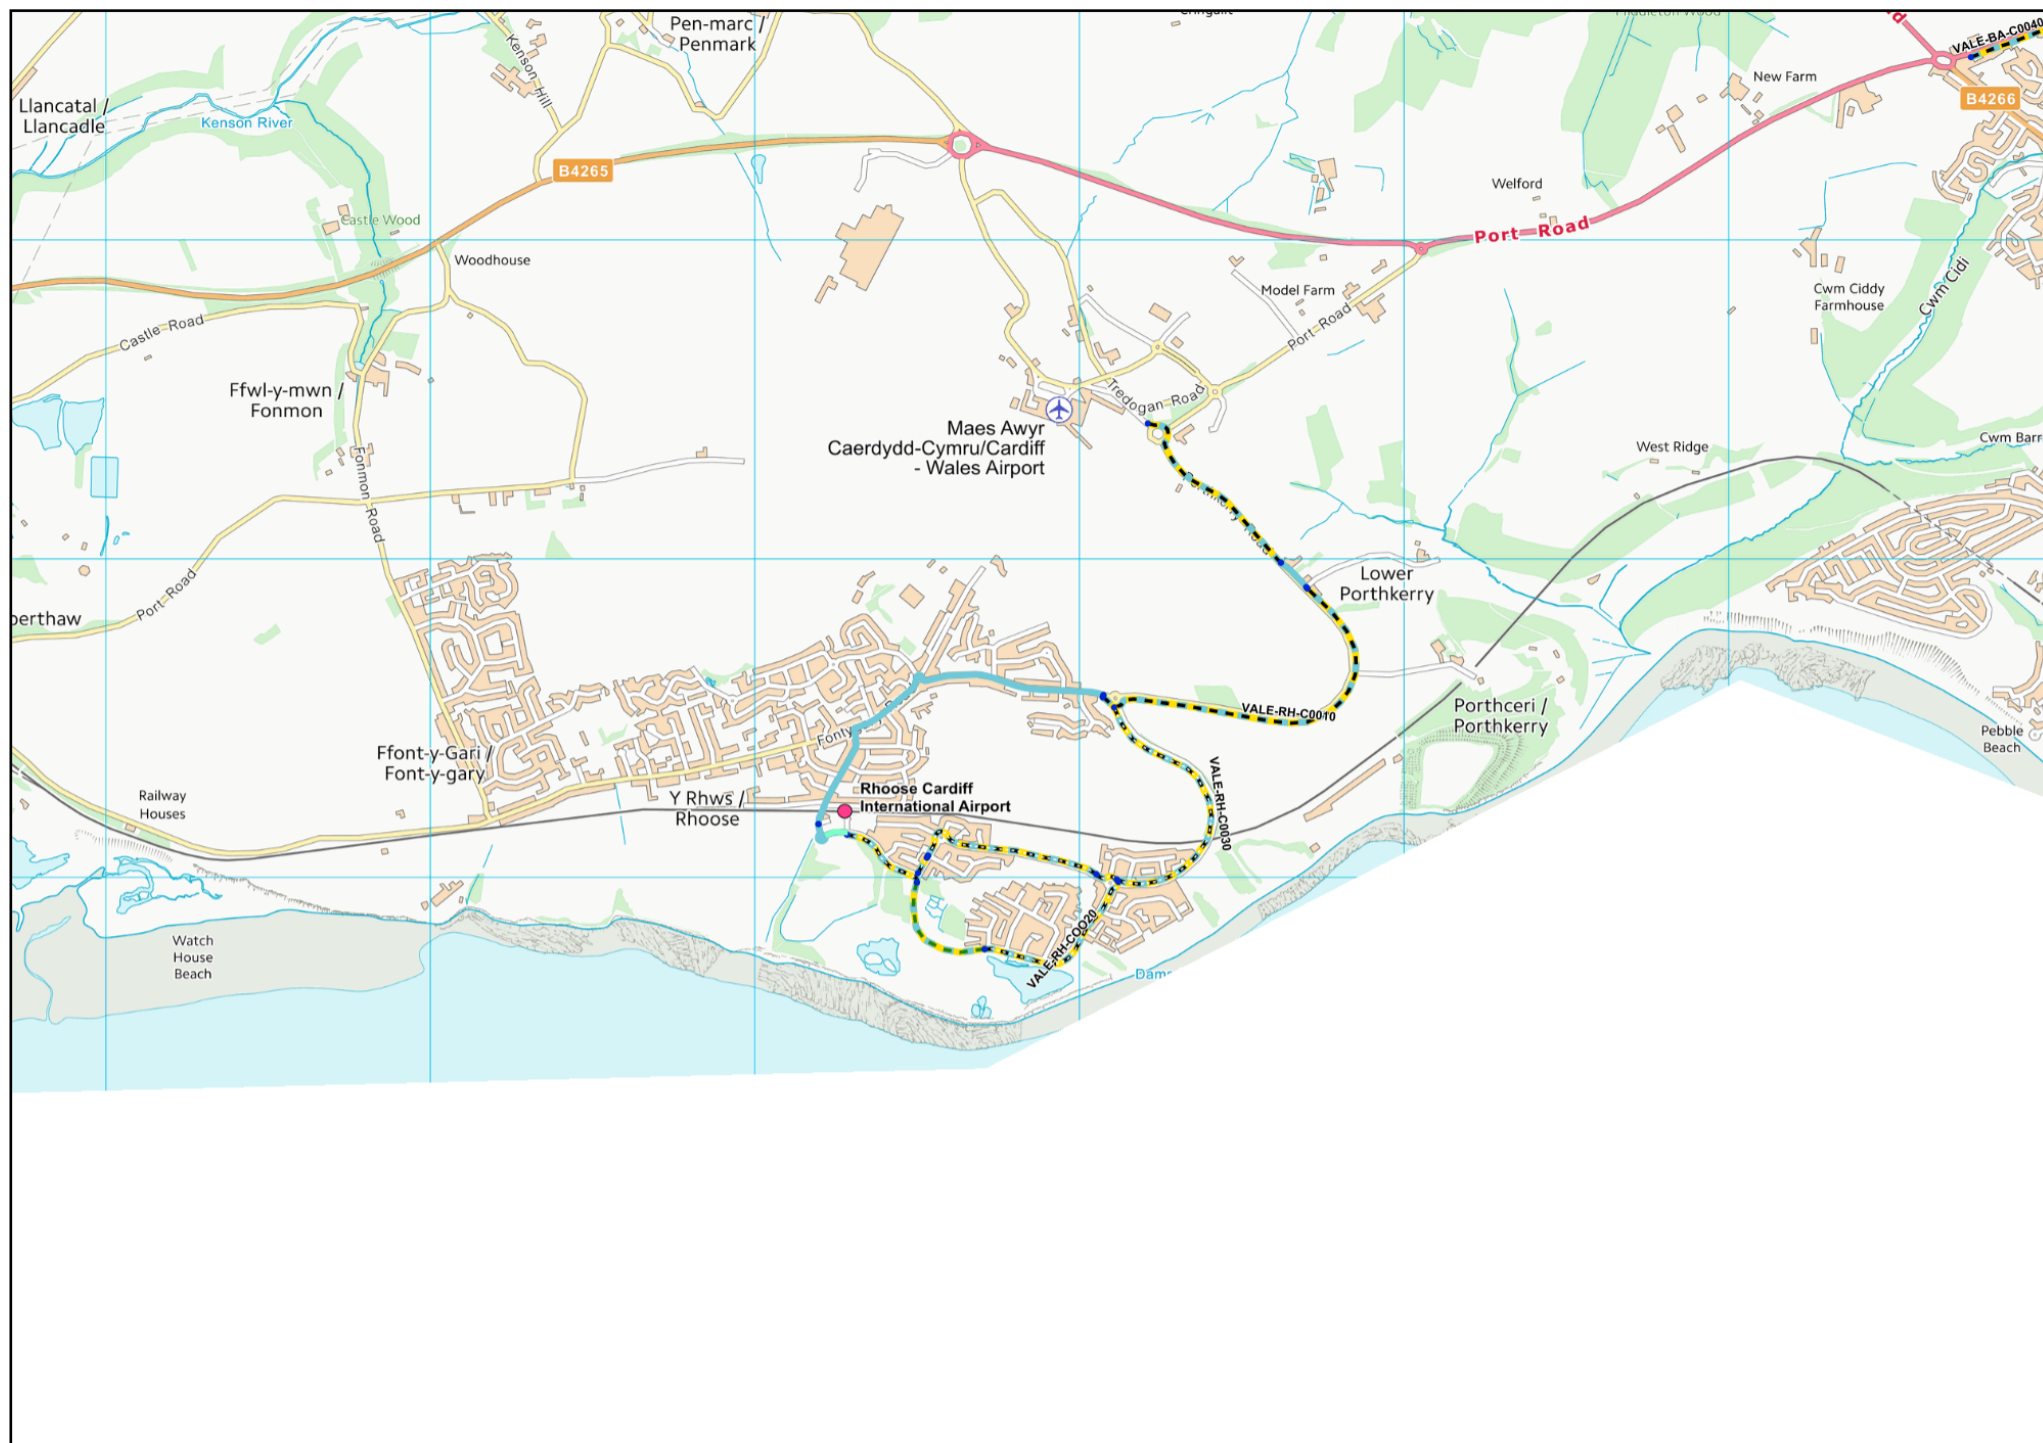 Pen-marc /
Penmark
Kenson Hill
VALE-BA-C0040
New Farm
B4266
Llancatal /
Llancadle
Kenson River
B4265
Welford
Castle Wood
Port Road
Woodhouse
Model Farm
Cwm Ciddy
Farmhouse
Cwm Cidi
Castle Road
Port Road
Ffwl-y-mwn /
Fonmon
Tredogan Road
Maes Awyr
Caerdydd-Cymru/Cardiff
- Wales Airport
West Ridge
Cwm Barr
Fonmon Road
Port Road
Lower
Porthkerry
perthaw
VALE-RH-C0010
Porthceri /
Porthkerry
Pebble
Beach
Ffont-y-Gari /
Font-y-gary
Fonty
VALE-RH-C0030
Rhoose Cardiff
International Airport
Y Rhws /
Rhoose
Railway
Houses
VALE-RH-COO20
Watch
House
Beach
Dams